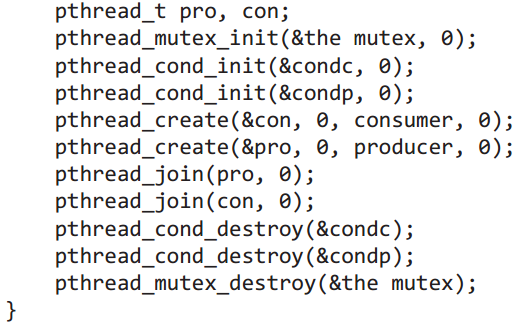 pthread_t pro, con;
pthread_mutex_init(&the mutex, 0);
pthread_cond_init(&condc, 0);
pthread_cond_init(&condp, 0);
pthread_create(&con, 0, consumer, 0);
pthread_create(&pro, 0, producer, 0);
pthread_join(pro, 0);
pthread_join(con, 0);
pthread_cond_destroy(&condc);
pthread_cond_destroy(&condp);
pthread_mutex_destroy(&the mutex);
}